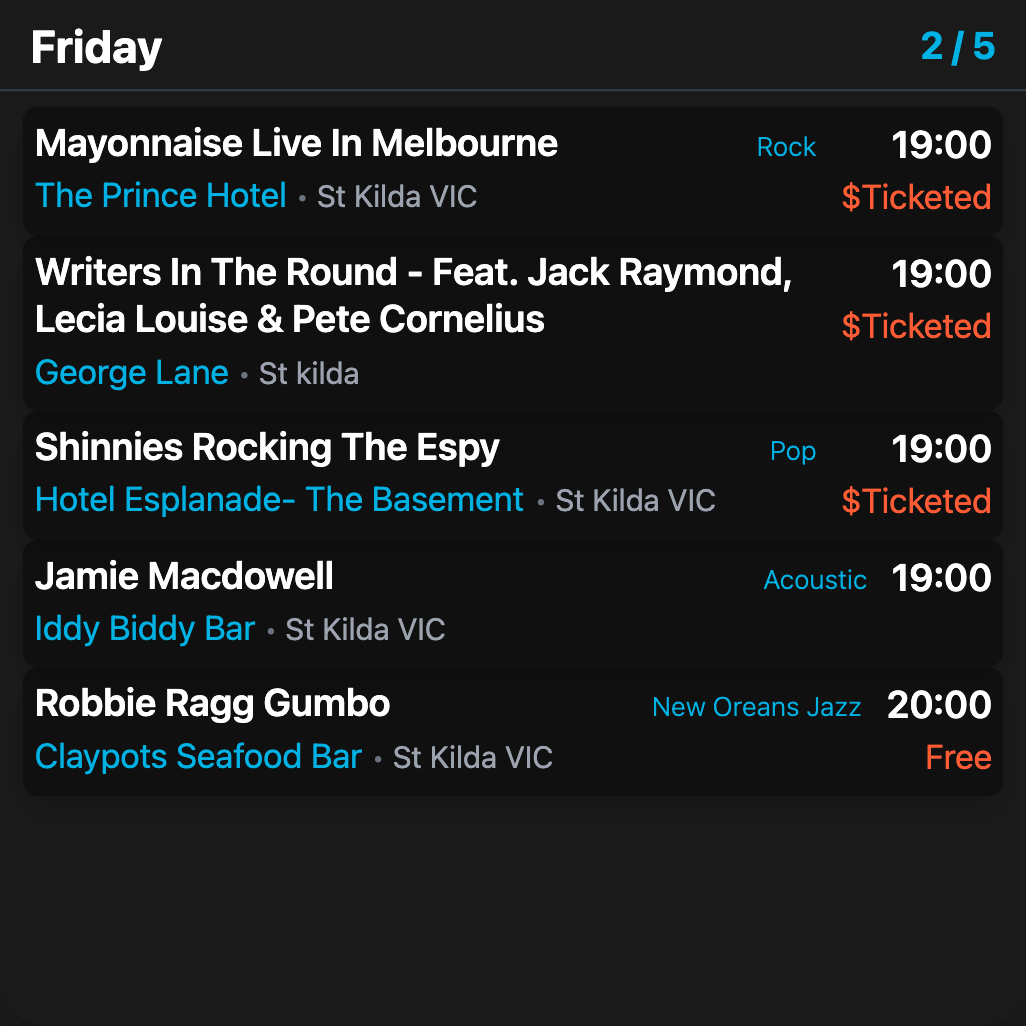 Friday 2 / 5
Mayonnaise Live In Melbourne Rock 19:00
The Prince Hotel • St Kilda VIC $Ticketed
Writers In The Round - Feat. Jack Raymond, 19:00
Lecia Louise & Pete Cornelius $Ticketed
George Lane • St kilda
Shinnies Rocking The Espy Pop 19:00
Hotel Esplanade- The Basement • St Kilda VIC $Ticketed
Jamie Macdowell Acoustic 19:00
Iddy Biddy Bar • St Kilda VIC
Robbie Ragg Gumbo New Oreans Jazz 20:00
Claypots Seafood Bar • St Kilda VIC Free